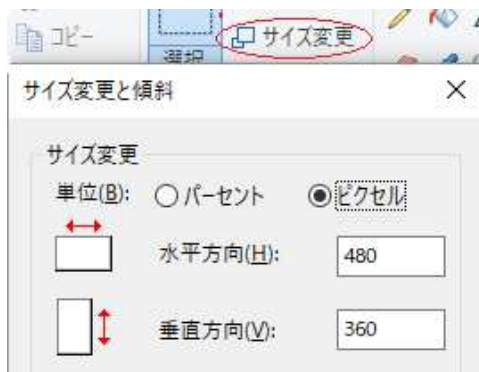 コピー
選択
サイズ変更
サイズ変更と傾斜
サイズ変更
単位(B): パーセント ピクセル
水平方向(H): 480
垂直方向(V): 360